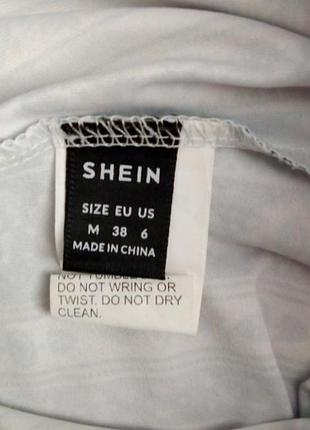 SHEIN
SIZE EU US
M 38 6
MADE IN CHINA
DO NOT WRING OR
TWIST. DO NOT DRY
CLEAN.